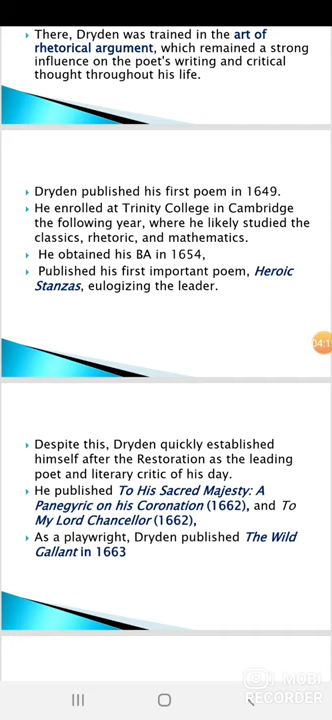 There, Dryden was trained in the art of
rhetorical argument, which remained a strong
influence on the poet's writing and critical
thought throughout his life.
Dryden published his first poem in 1649.
He enrolled at Trinity College in Cambridge
the following year, where he likely studied the
classics, rhetoric, and mathematics.
He obtained his BA in 1654,
Published his first important poem, Heroic
Stanzas, eulogizing the leader.
04:1
Despite this, Dryden quickly established
himself after the Restoration as the leading
poet and literary critic of his day.
He published To His Sacred Majesty: A
Panegyric on his Coronation (1662), and To
My Lord Chancellor (1662),
As a playwright, Dryden published The Wild
Gallant in 1663
MOBI
RECORDER